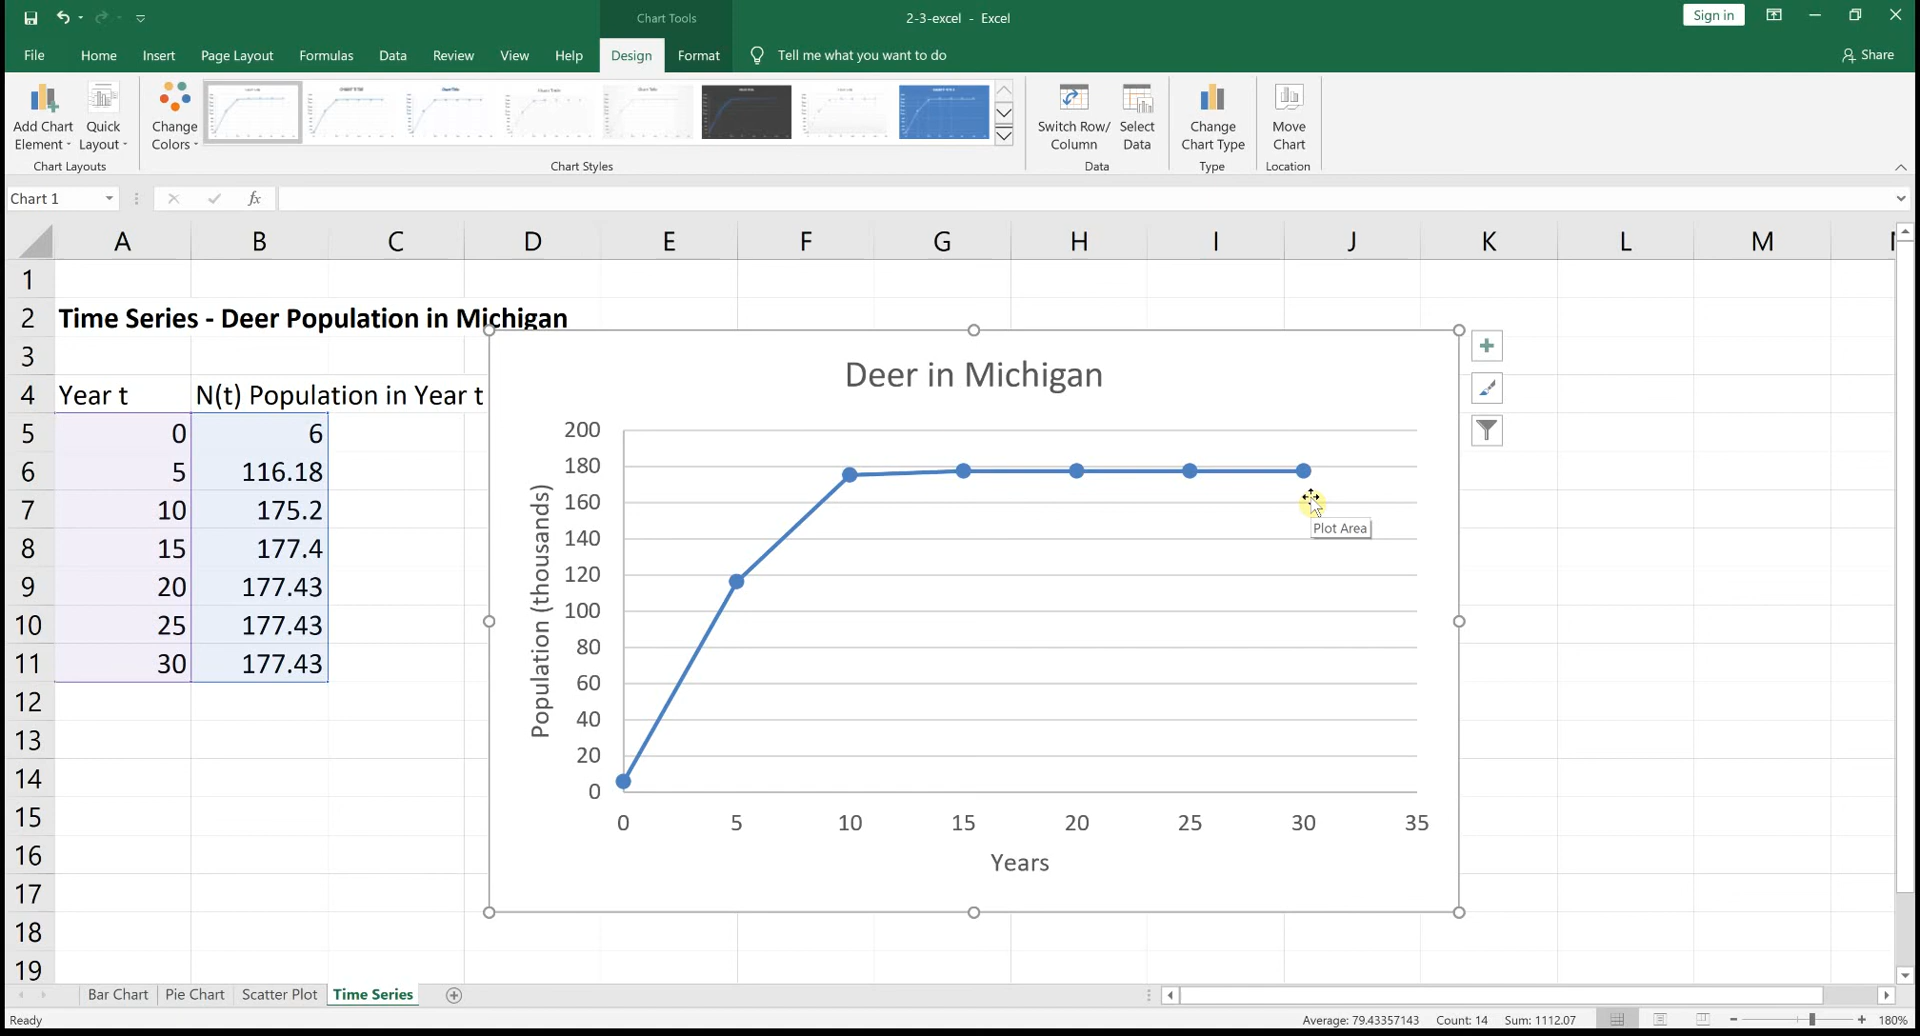 Chart Tools
2-3-excel - Excel
Sign in
File Home Insert Page Layout Formulas Data Review View Help Design Format Tell me what you want to do Share
Add Chart Element
Quick Layout
Change Colors
Switch Row/ Column
Select Data
Change Chart Type
Move Chart
Chart Layouts Chart Styles Data Type Location
Chart 1 fx
A B C D E F G H I J K L M
1
2 Time Series - Deer Population in Michigan
3
4 Year t N(t) Population in Year t
5 0 6
6 5 116.18
7 10 175.2
8 15 177.4
9 20 177.43
10 25 177.43
11 30 177.43
12
13
14
15
16
17
18
19
Deer in Michigan
Population (thousands)
200
180
160
140
120
100
80
60
40
20
0
Plot Area
0 5 10 15 20 25 30 35
Years
Bar Chart Pie Chart Scatter Plot Time Series
Ready Average: 79.43357143 Count: 14 Sum: 1112.07 180%